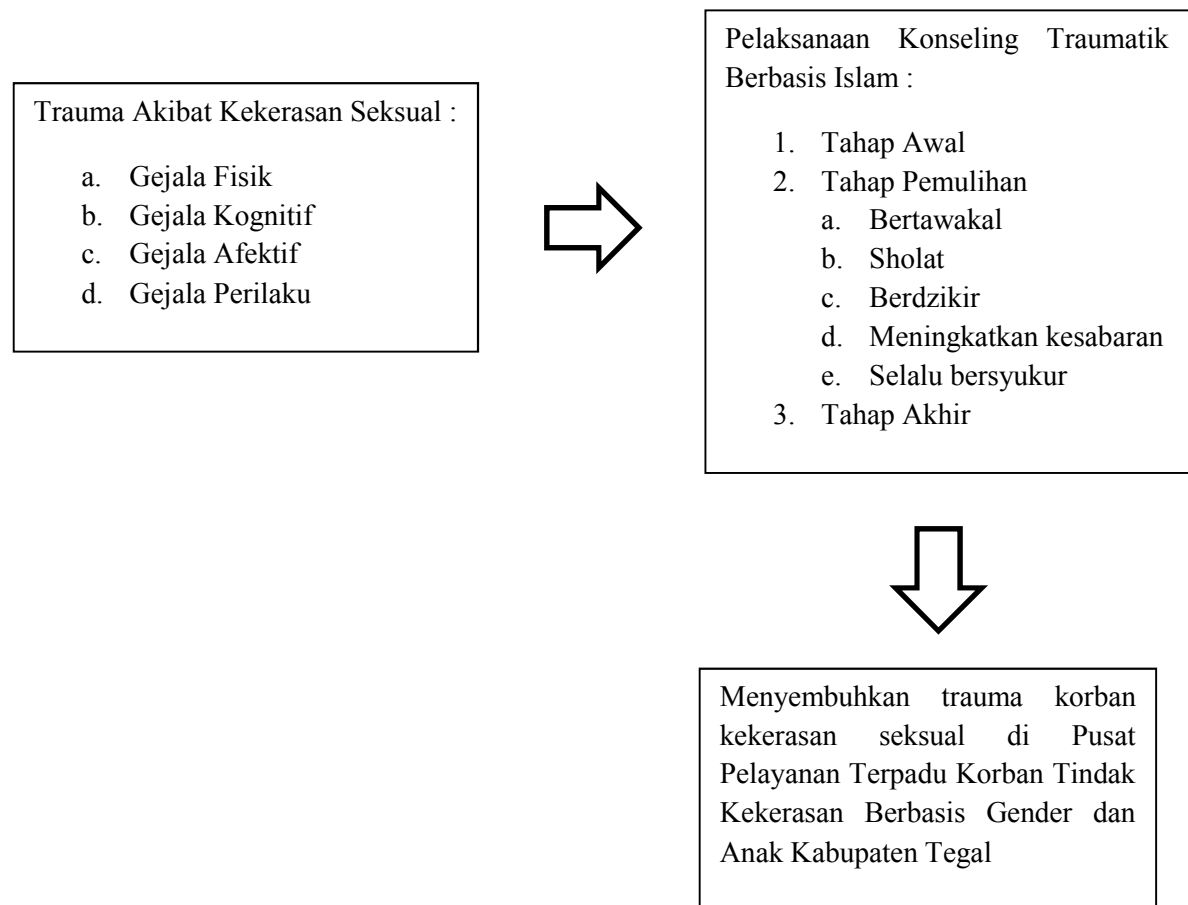 Trauma Akibat Kekerasan Seksual :
a. Gejala Fisik
b. Gejala Kognitif
c. Gejala Afektif
d. Gejala Perilaku
Pelaksanaan Konseling Traumatik
Berbasis Islam :
1. Tahap Awal
2. Tahap Pemulihan
a. Bertawakal
b. Sholat
c. Berdzikir
d. Meningkatkan kesabaran
e. Selalu bersyukur
3. Tahap Akhir
Menyembuhkan trauma korban
kekerasan seksual di Pusat
Pelayanan Terpadu Korban Tindak
Kekerasan Berbasis Gender dan
Anak Kabupaten Tegal